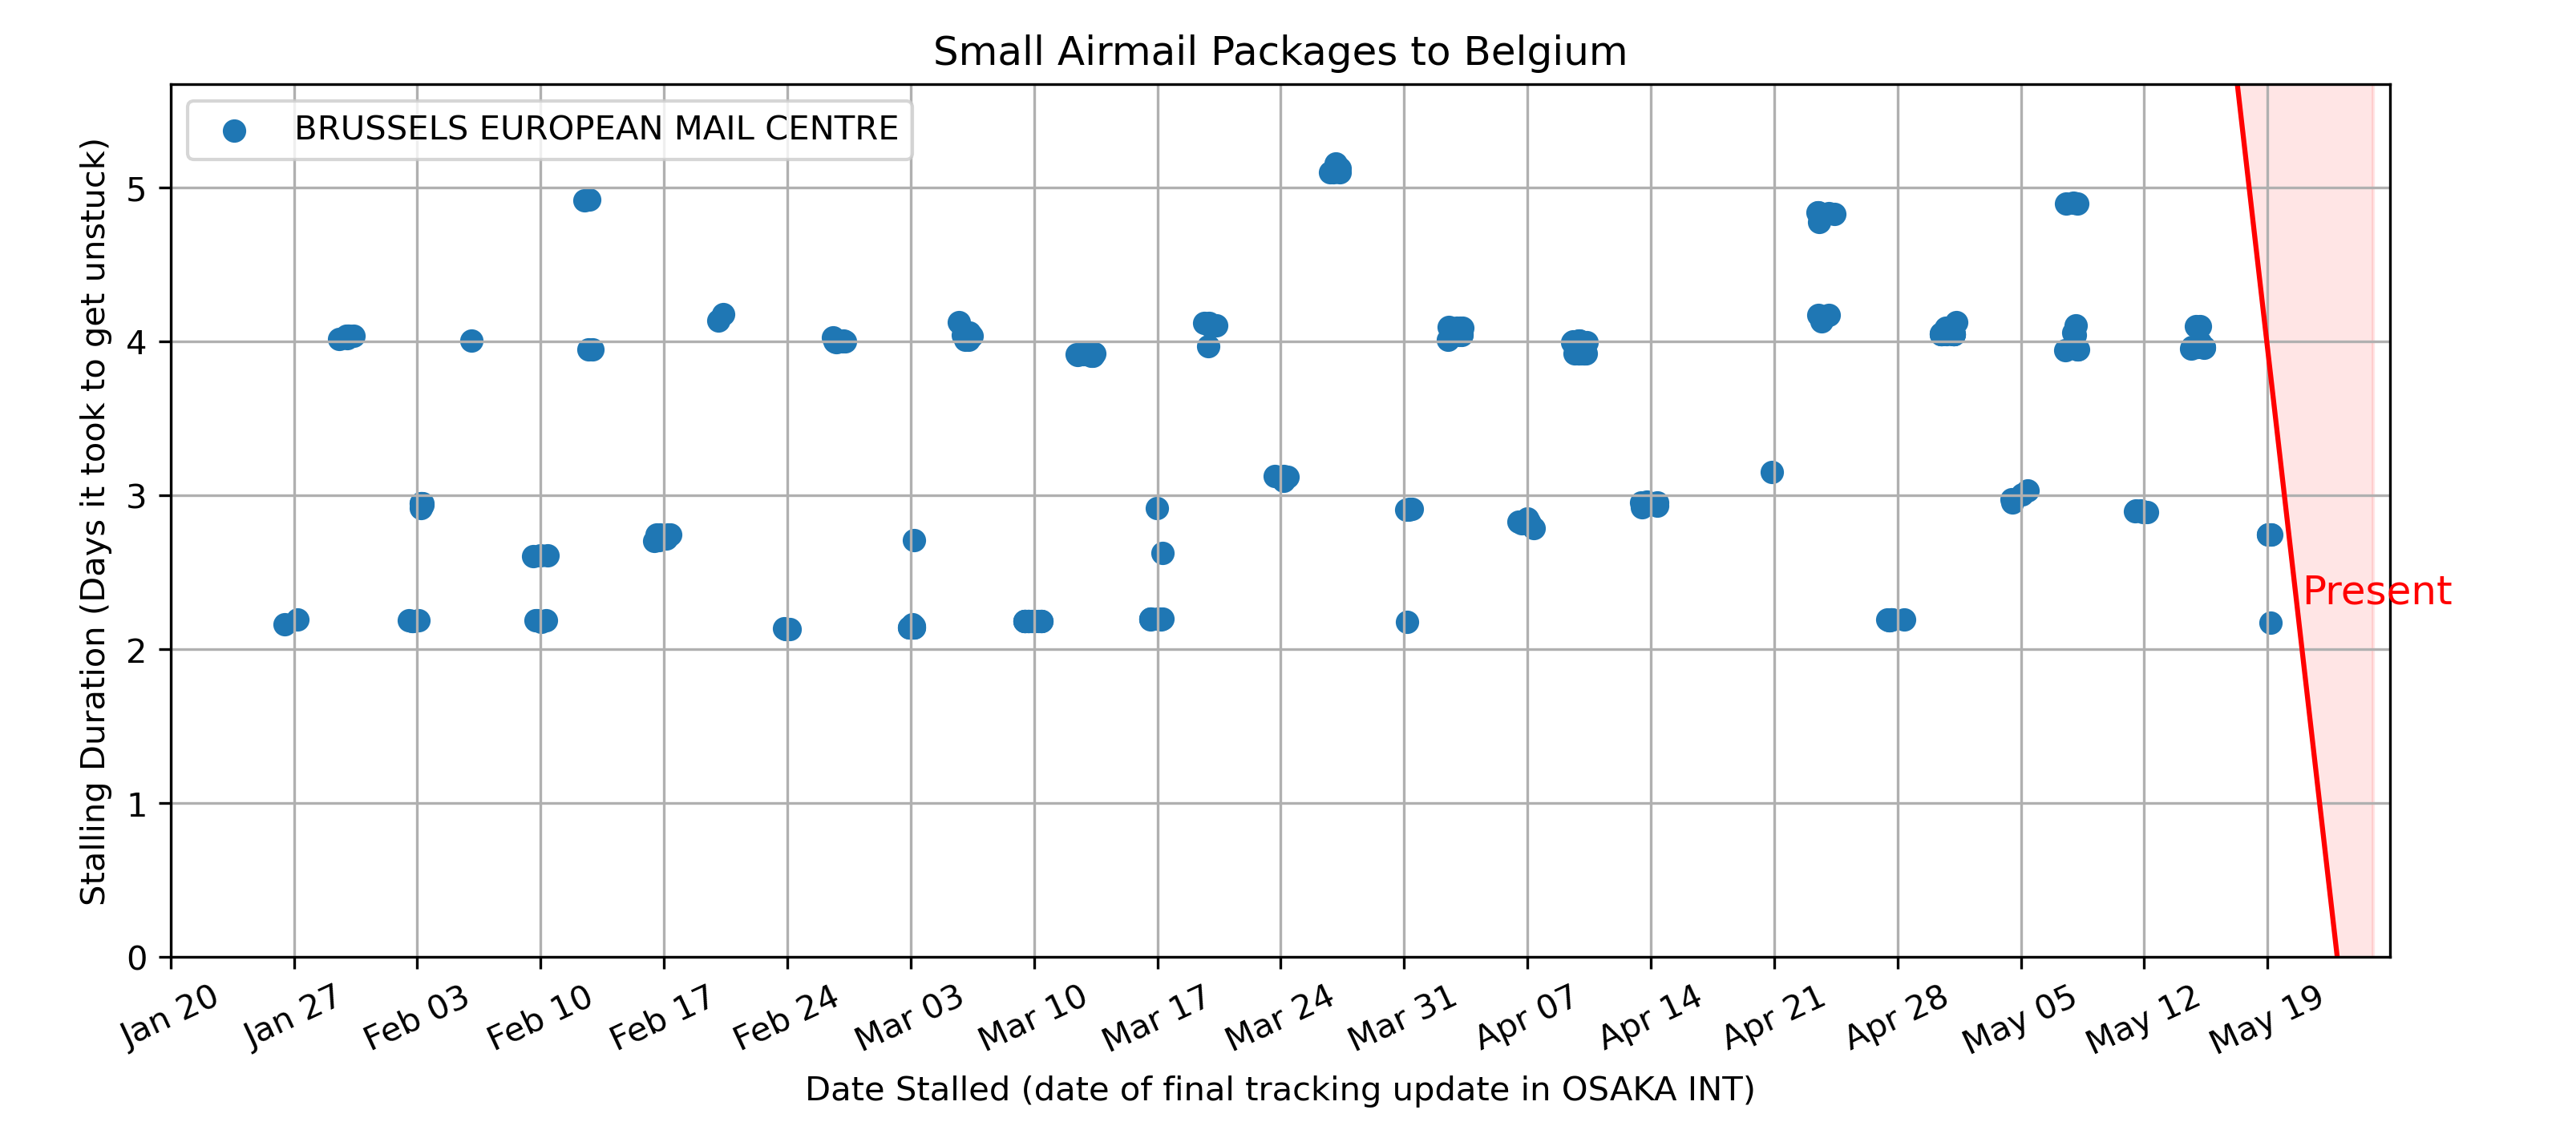 Small Airmail Packages to Belgium
BRUSSELS EUROPEAN MAIL CENTRE
Stalling Duration (Days it took to get unstuck)
5
4
3
2
1
0
Present
Jan 20
Jan 27
Feb 03
Feb 10
Feb 17
Feb 24
Mar 03
Mar 10
Mar 17
Mar 24
Mar 31
Apr 07
Apr 14
Apr 21
Apr 28
May 05
May 12
May 19
Date Stalled (date of final tracking update in OSAKA INT)